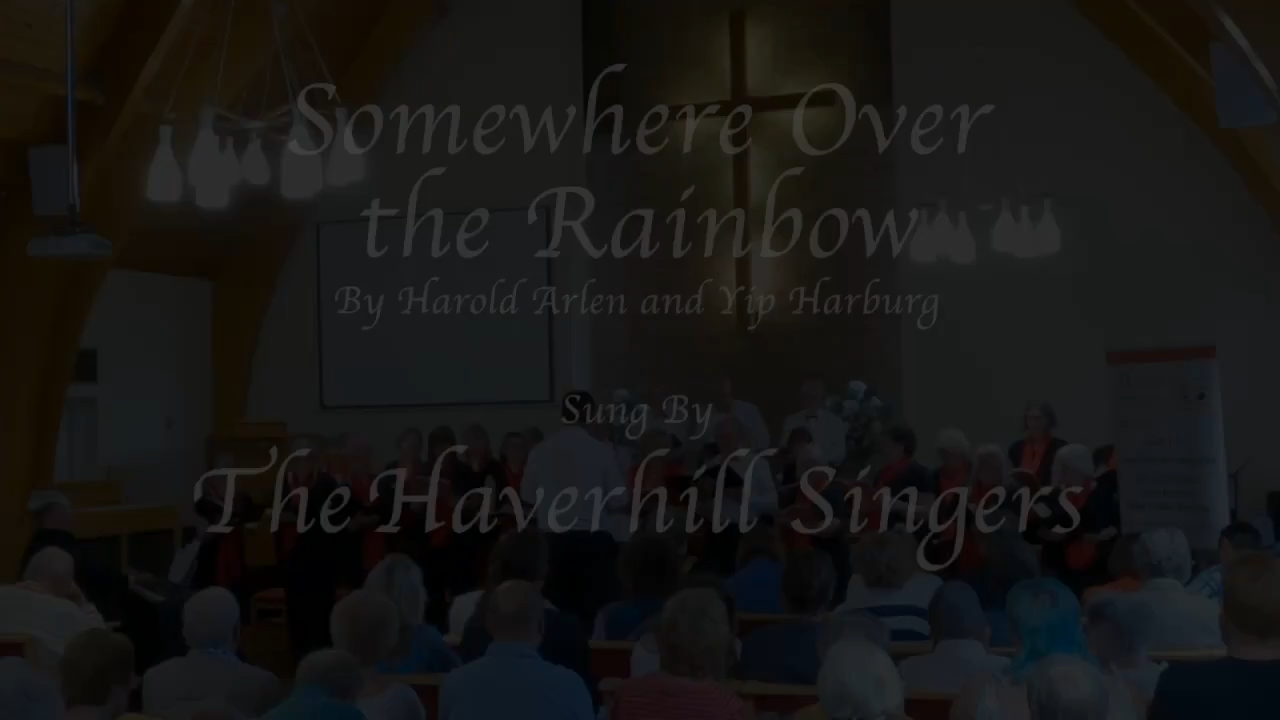 Somewhere Over
the Rainbow
By Harold Arlen and Yip Harburg
Sung By
The Haverhill Singers